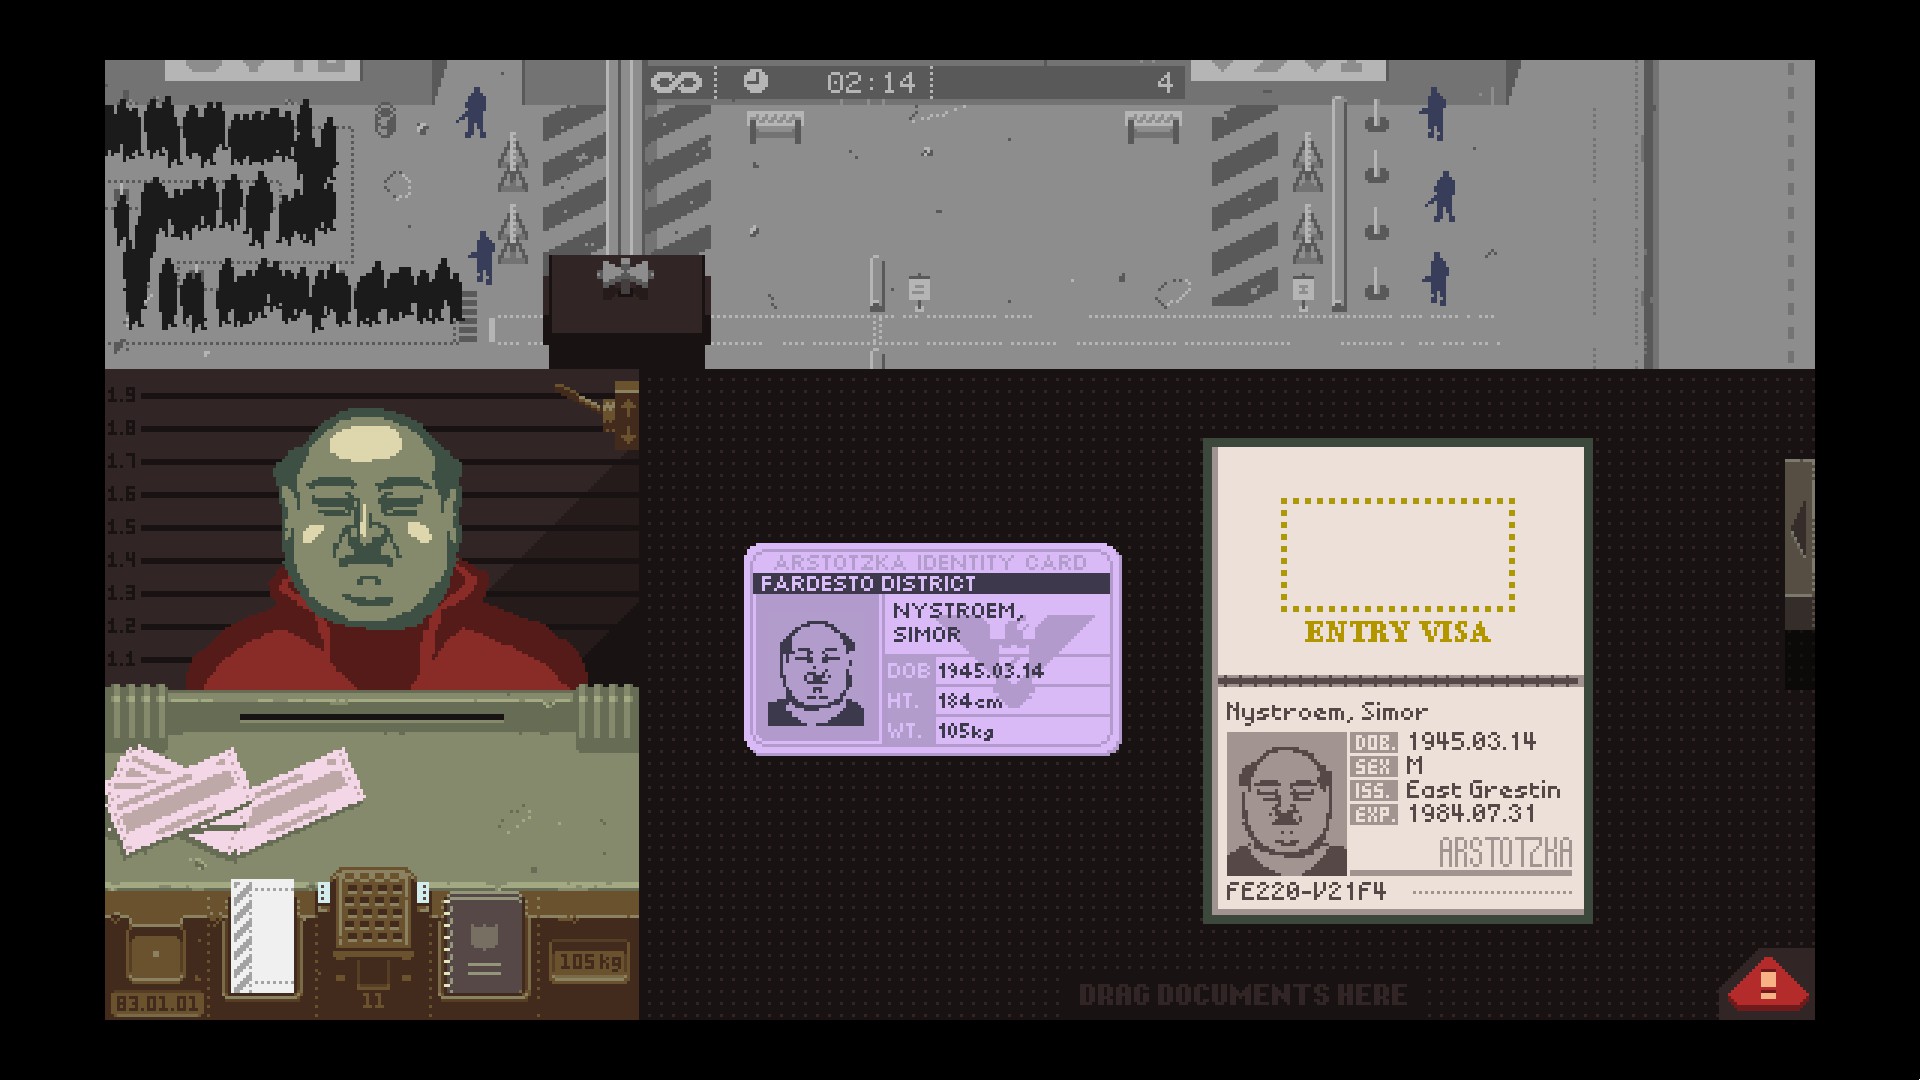 02:14
4
1.9
1.8
1.7
1.6
1.5
1.4
1.3
1.2
1.1
ARSTOTZKA IDENTITY CARD
FARDESTO DISTRICT
NYSTROEM,
SIMOR
DOB 1945.03.14
HT. 184cm
WT. 105kg
ENTRY VISA
Nystroem, Simor
DOB. 1945.03.14
SEX M
ISS. East Grestin
EXP. 1984.07.31
ARSTOTZKA
FE220-V21F4
105kg
83.01.01
11
DRAG DOCUMENTS HERE